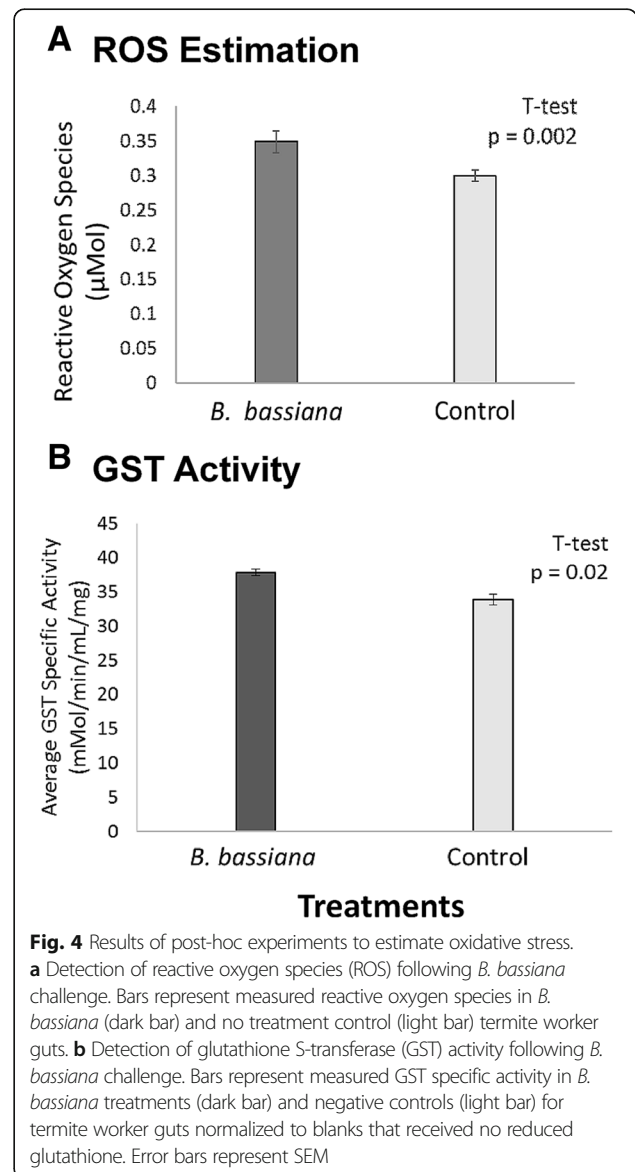 A ROS Estimation
T-test
p = 0.002
Reactive Oxygen Species
(µMol)
0.4
0.35
0.3
0.25
0.2
0.15
0.1
0.05
0
B. bassiana Control
B GST Activity
T-test
p = 0.02
Average GST Specific Activity
(mMol/min/mL/mg)
45
40
35
30
25
20
15
10
5
0
B. bassiana Control
Treatments
Fig. 4 Results of post-hoc experiments to estimate oxidative stress.
a Detection of reactive oxygen species (ROS) following B. bassiana
challenge. Bars represent measured reactive oxygen species in B.
bassiana (dark bar) and no treatment control (light bar) termite worker
guts. b Detection of glutathione S-transferase (GST) activity following B.
bassiana challenge. Bars represent measured GST specific activity in B.
bassiana treatments (dark bar) and negative controls (light bar) for
termite worker guts normalized to blanks that received no reduced
glutathione. Error bars represent SEM